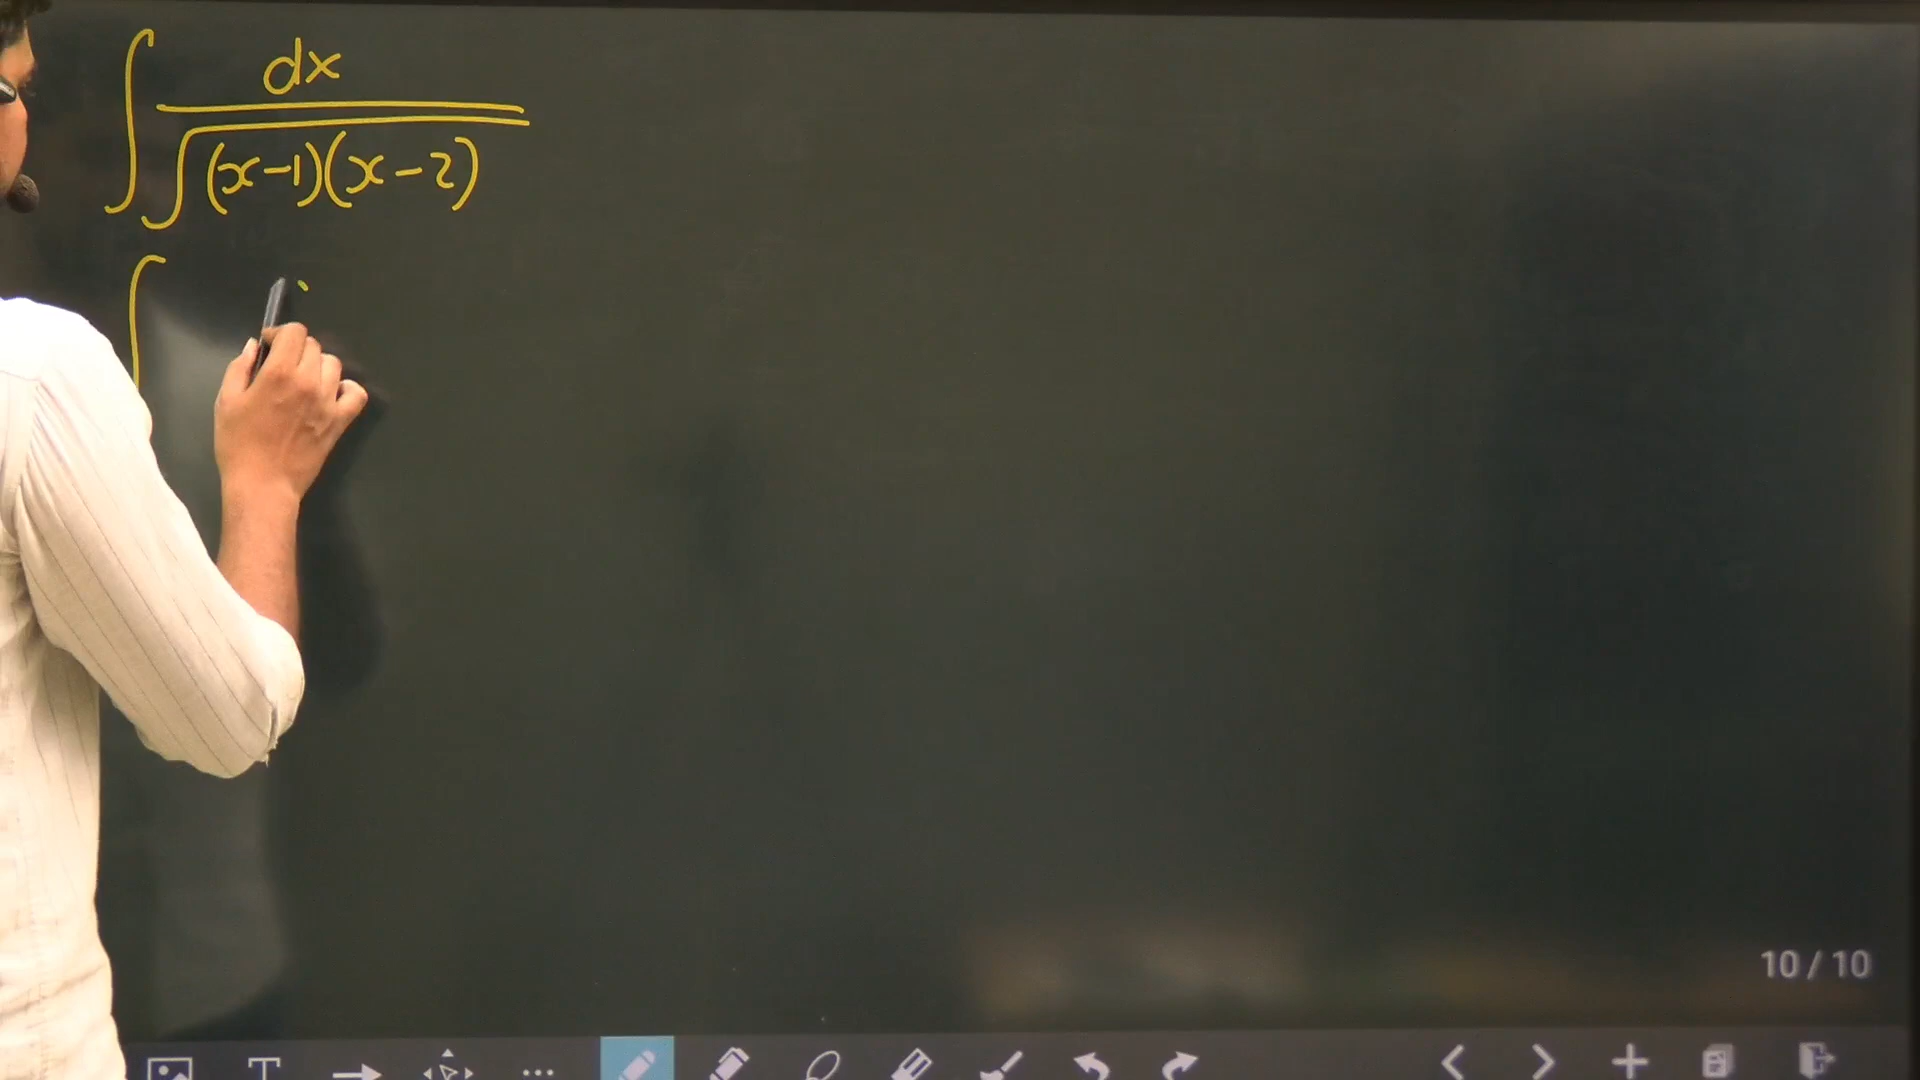 ∫ dx / √((x-1)(x-2))
∫
10 / 10
T